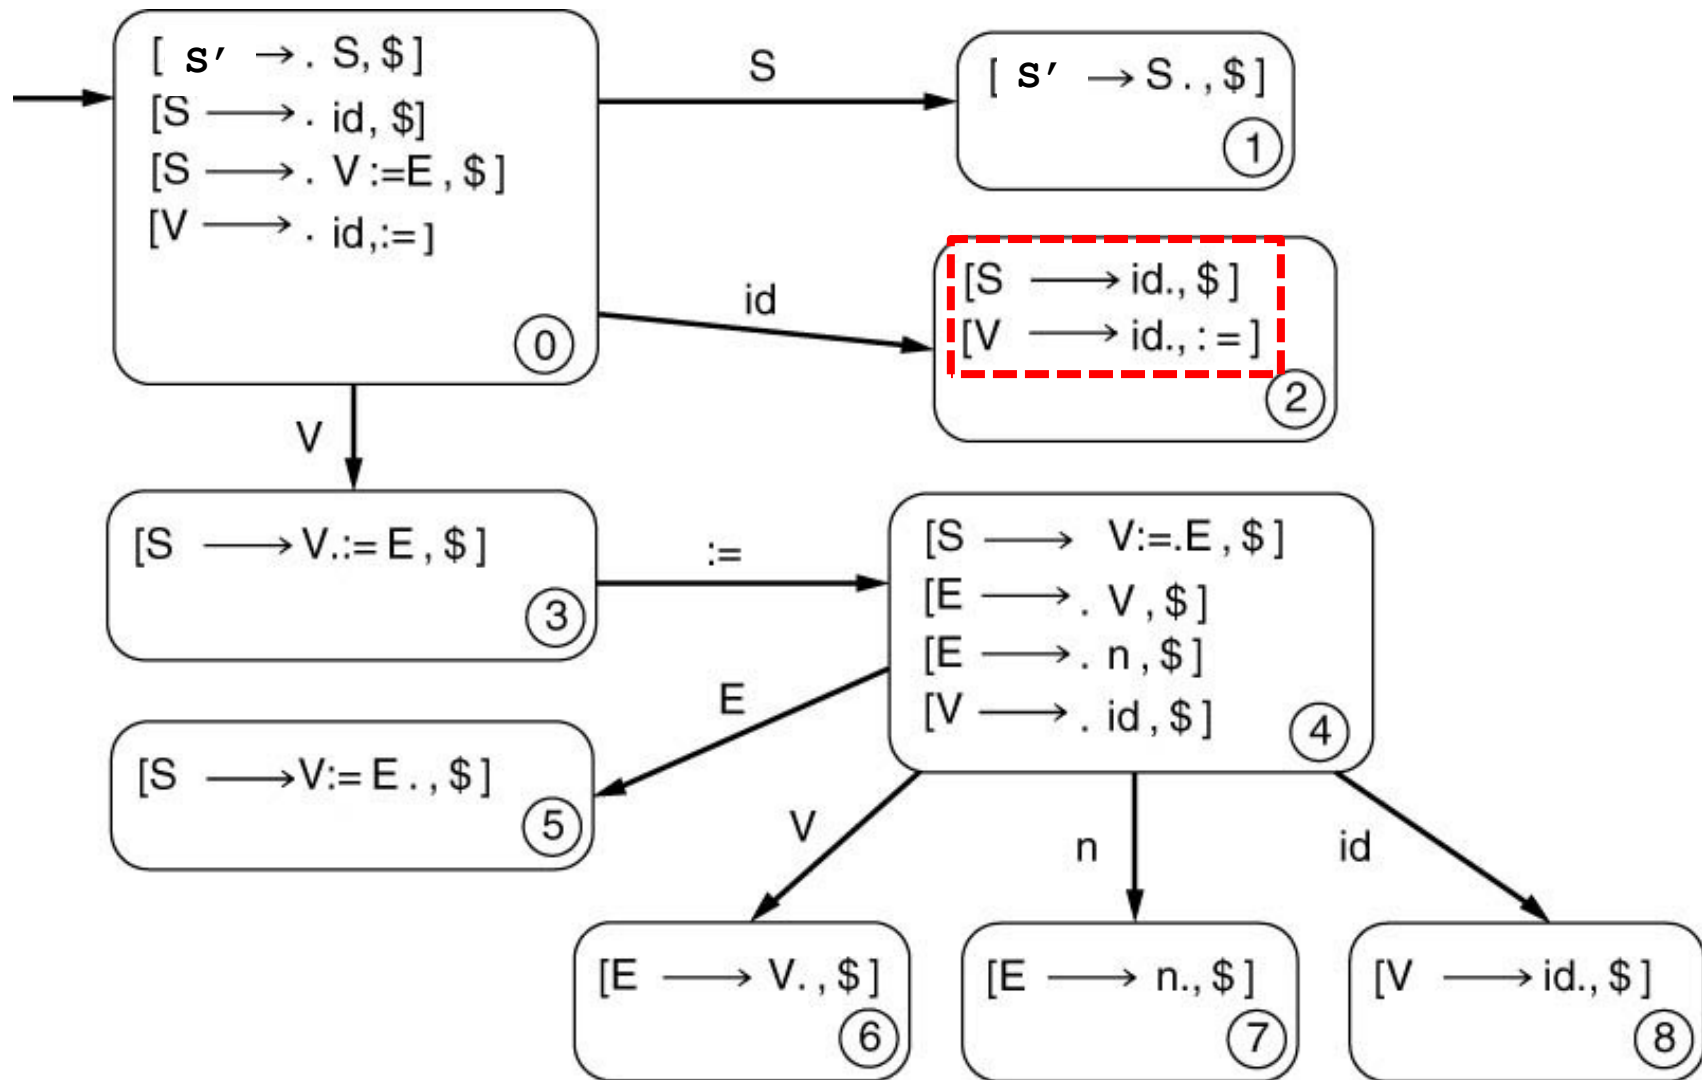 [ S' → . S, $ ]
[S → . id, $]
[S → . V :=E , $ ]
[V → . id,:= ]
0
S
[ S' → S . , $ ]
1
id
[S → id., $ ]
[V → id., : = ]
2
V
[S → V.:= E , $ ]
3
:=
[S → V:=.E , $ ]
[E → . V , $ ]
[E → . n , $ ]
[V → . id , $ ]
4
E
[S → V:= E . , $ ]
5
V
n
id
[E → V. , $ ]
6
[E → n., $ ]
7
[V → id., $ ]
8